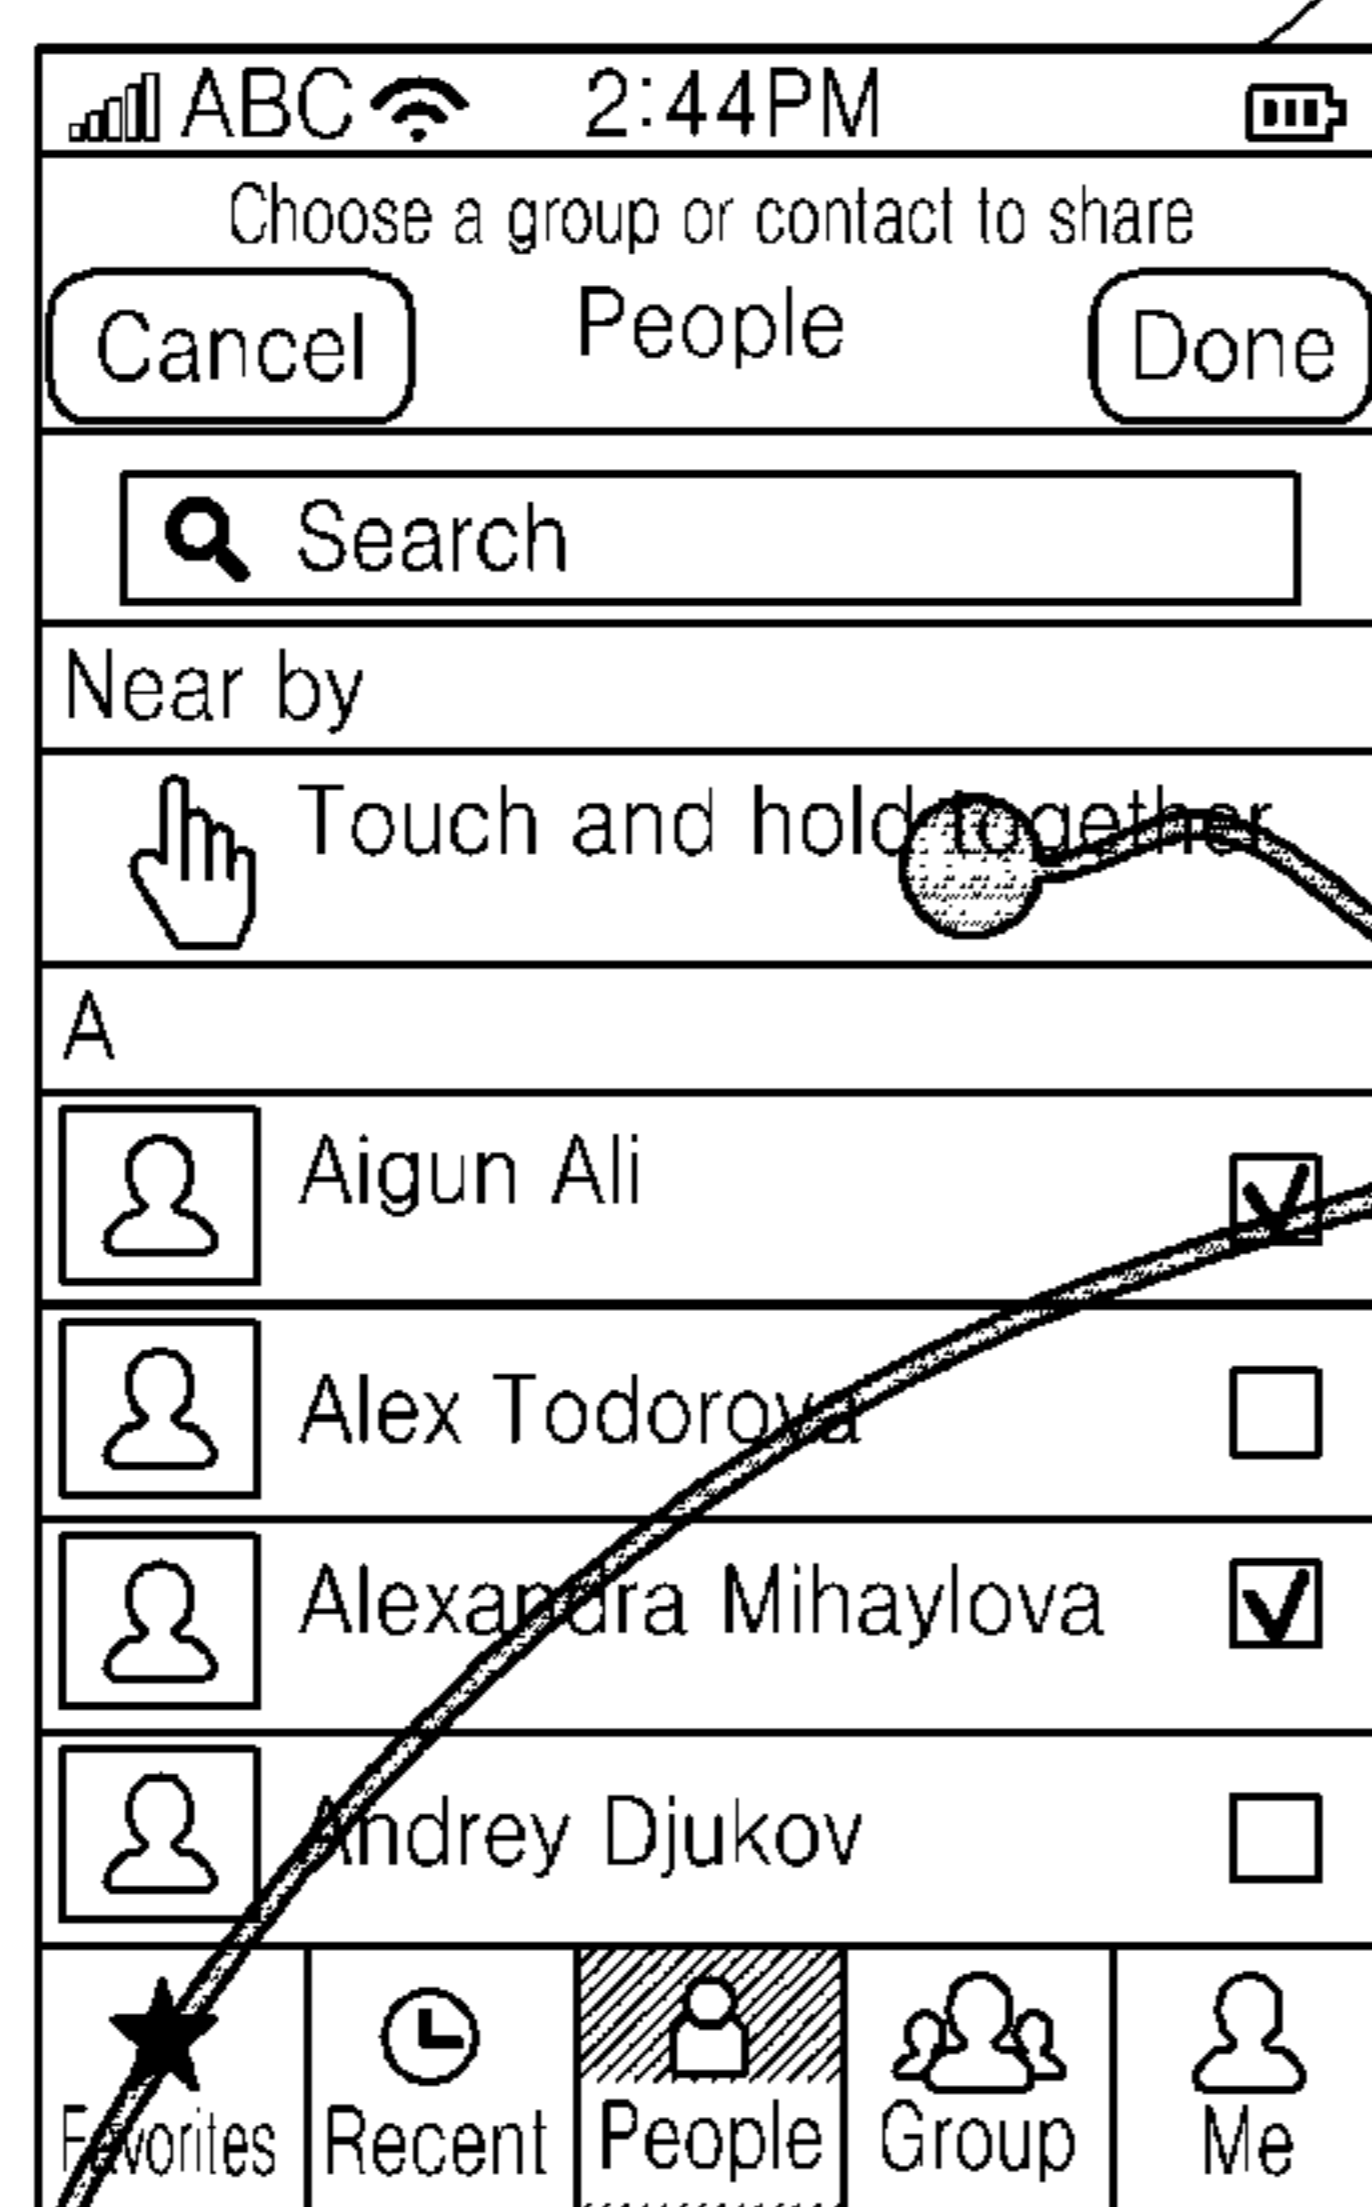 ABC 2:44PM
Choose a group or contact to share
Cancel People Done
Search
Near by
Touch and hold together
A
Aigun Ali
Alex Todorova
Alexandra Mihaylova
Andrey Djukov
Favorites Recent People Group Me